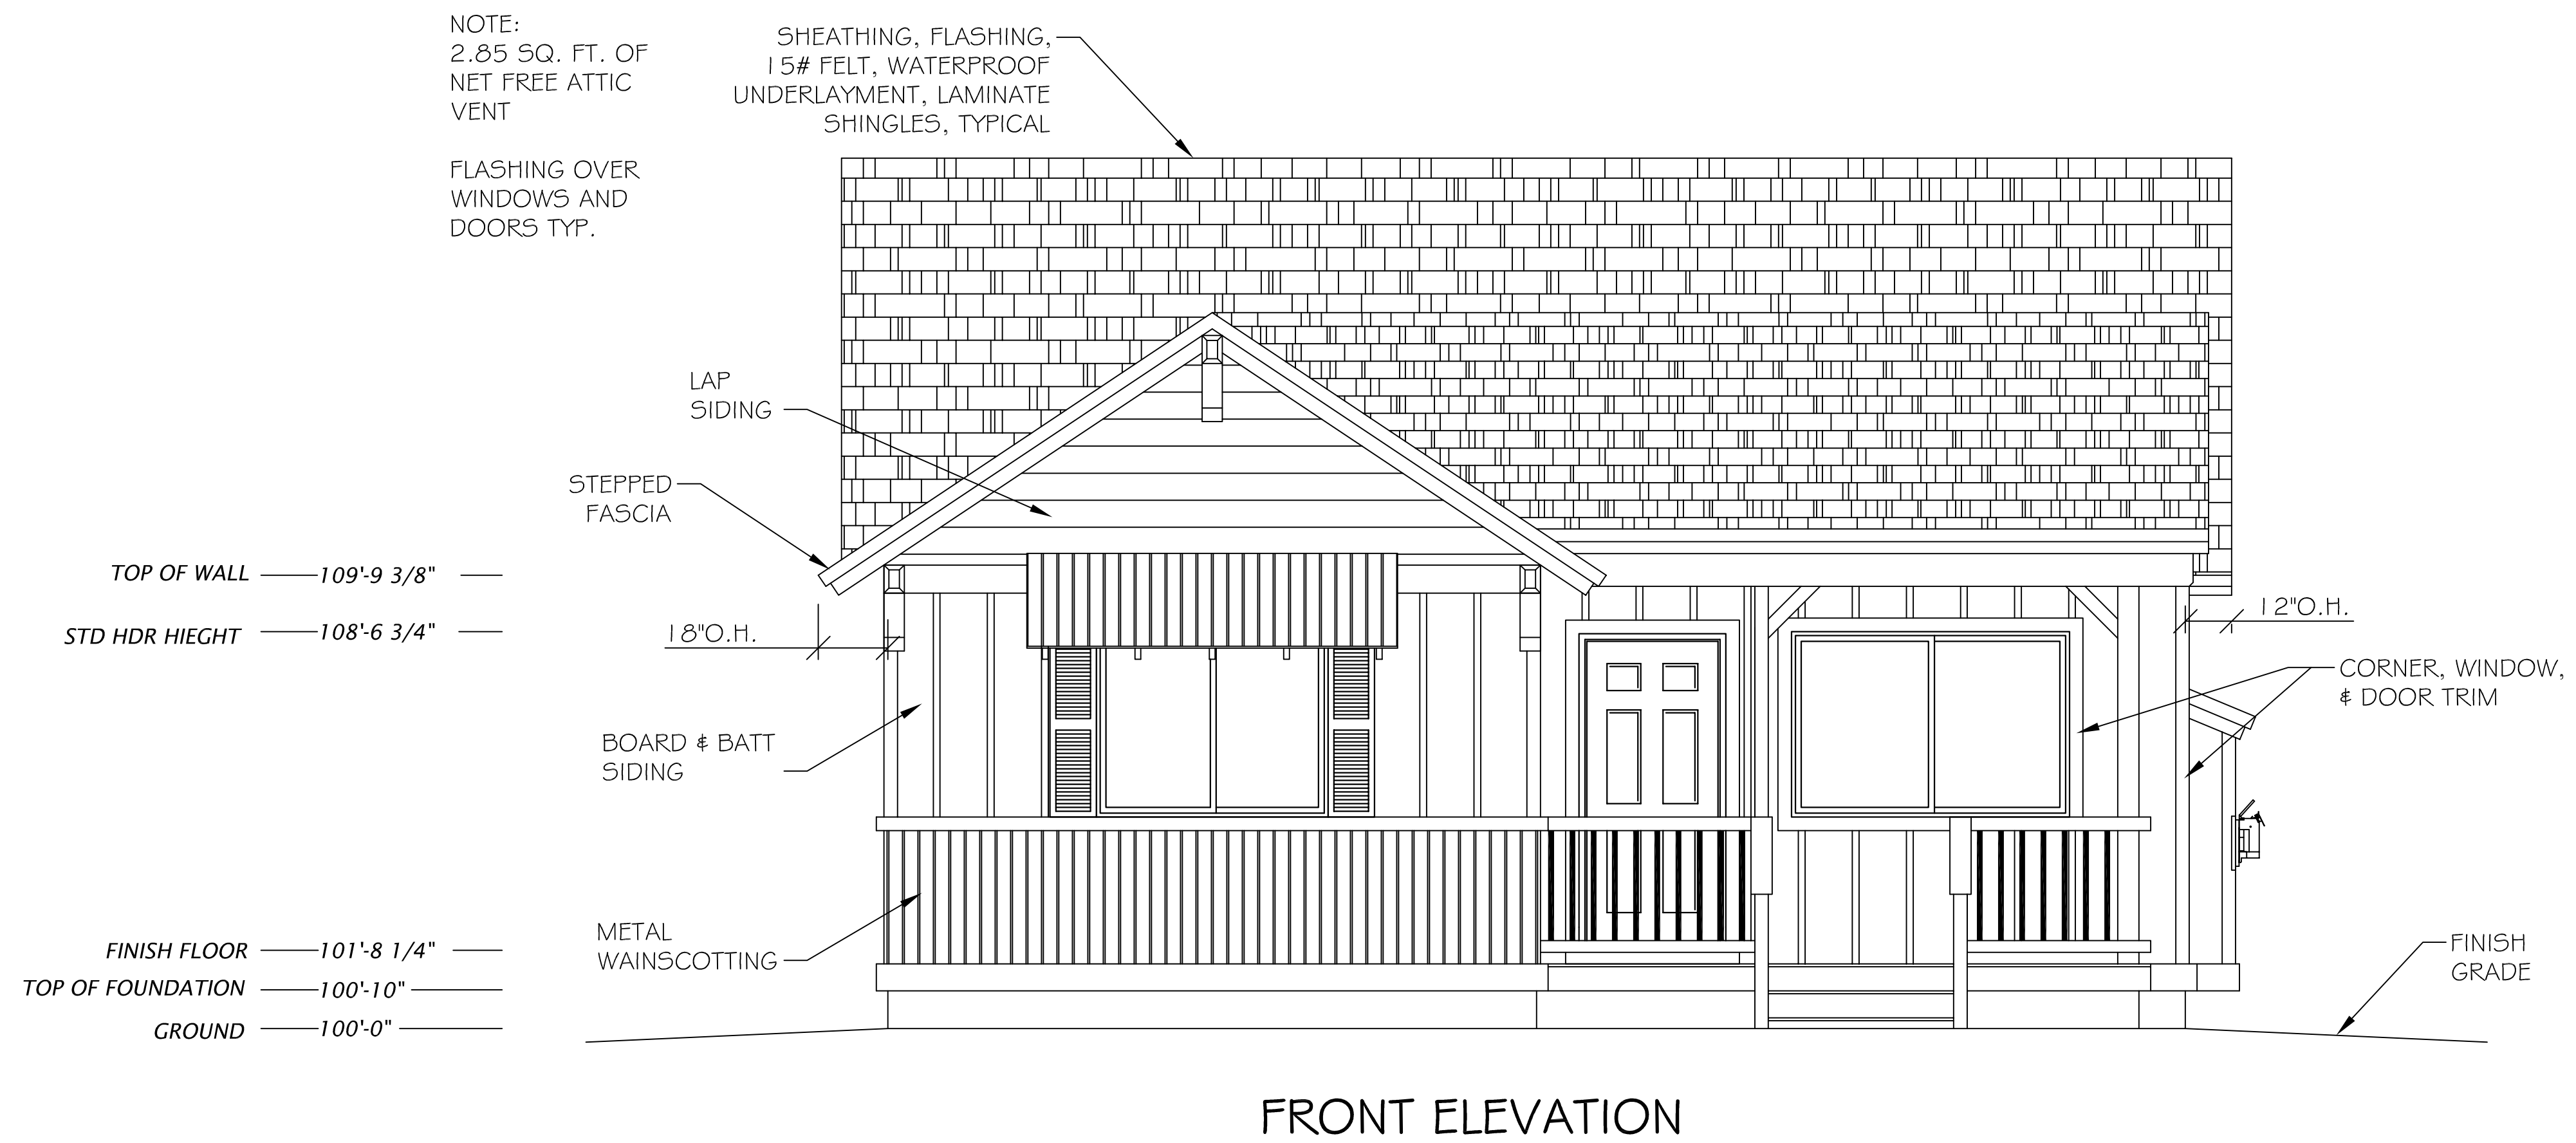 NOTE:
2.85 SQ. FT. OF
NET FREE ATTIC
VENT
FLASHING OVER
WINDOWS AND
DOORS TYP.
SHEATHING, FLASHING,
15# FELT, WATERPROOF
UNDERLAYMENT, LAMINATE
SHINGLES, TYPICAL
LAP
SIDING
STEPPED
FASCIA
TOP OF WALL 109'-9 3/8"
STD HDR HIEGHT 108'-6 3/4"
18"O.H.
12"O.H.
CORNER, WINDOW,
& DOOR TRIM
BOARD & BATT
SIDING
METAL
WAINSCOTTING
FINISH FLOOR 101'-8 1/4"
TOP OF FOUNDATION 100'-10"
GROUND 100'-0"
FINISH
GRADE
FRONT ELEVATION